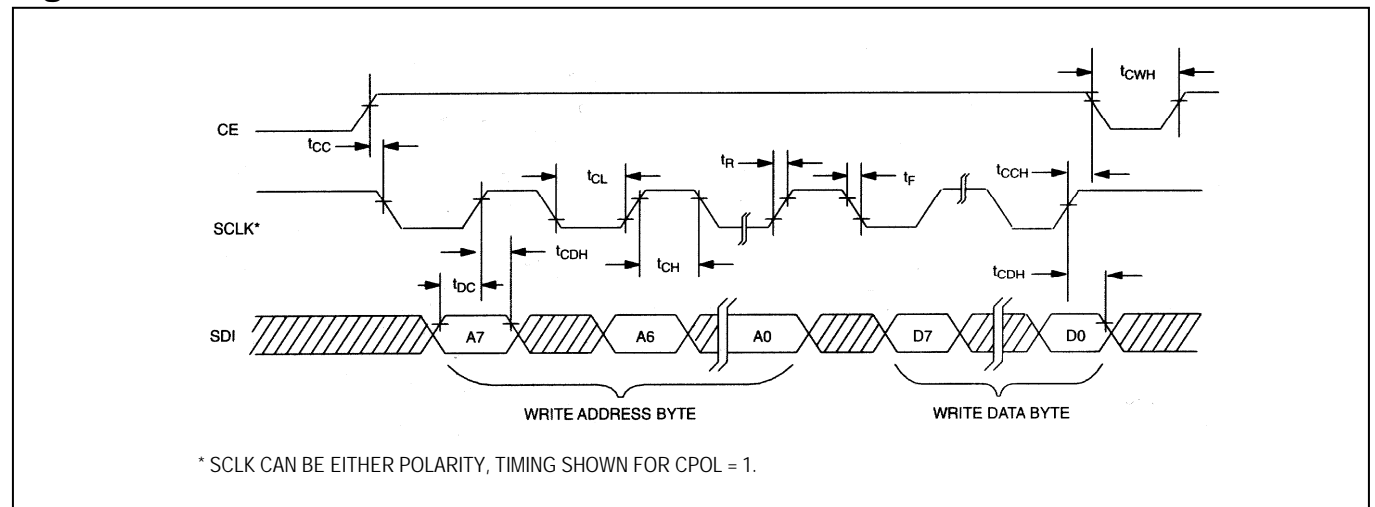 tCWH
CE
tCC
tCL
tR
tF
tCCH
SCLK*
tCDH
tCH
tCDH
tDC
SDI
A7
A6
A0
D7
D0
WRITE ADDRESS BYTE
WRITE DATA BYTE
* SCLK CAN BE EITHER POLARITY, TIMING SHOWN FOR CPOL = 1.